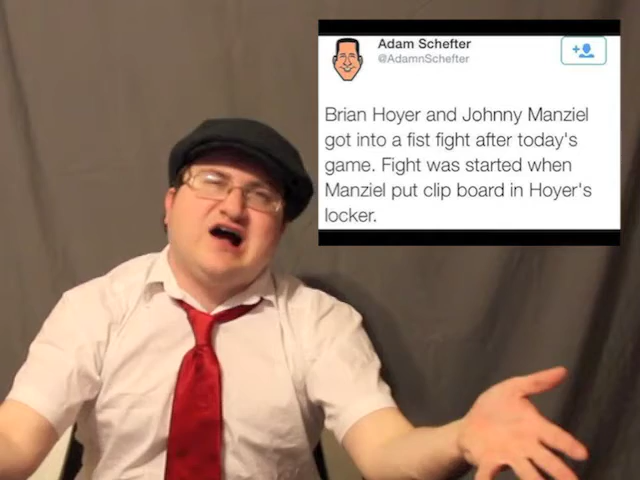 Adam Schefter
@AdamnSchefter
Brian Hoyer and Johnny Manziel
got into a fist fight after today's
game. Fight was started when
Manziel put clip board in Hoyer's
locker.